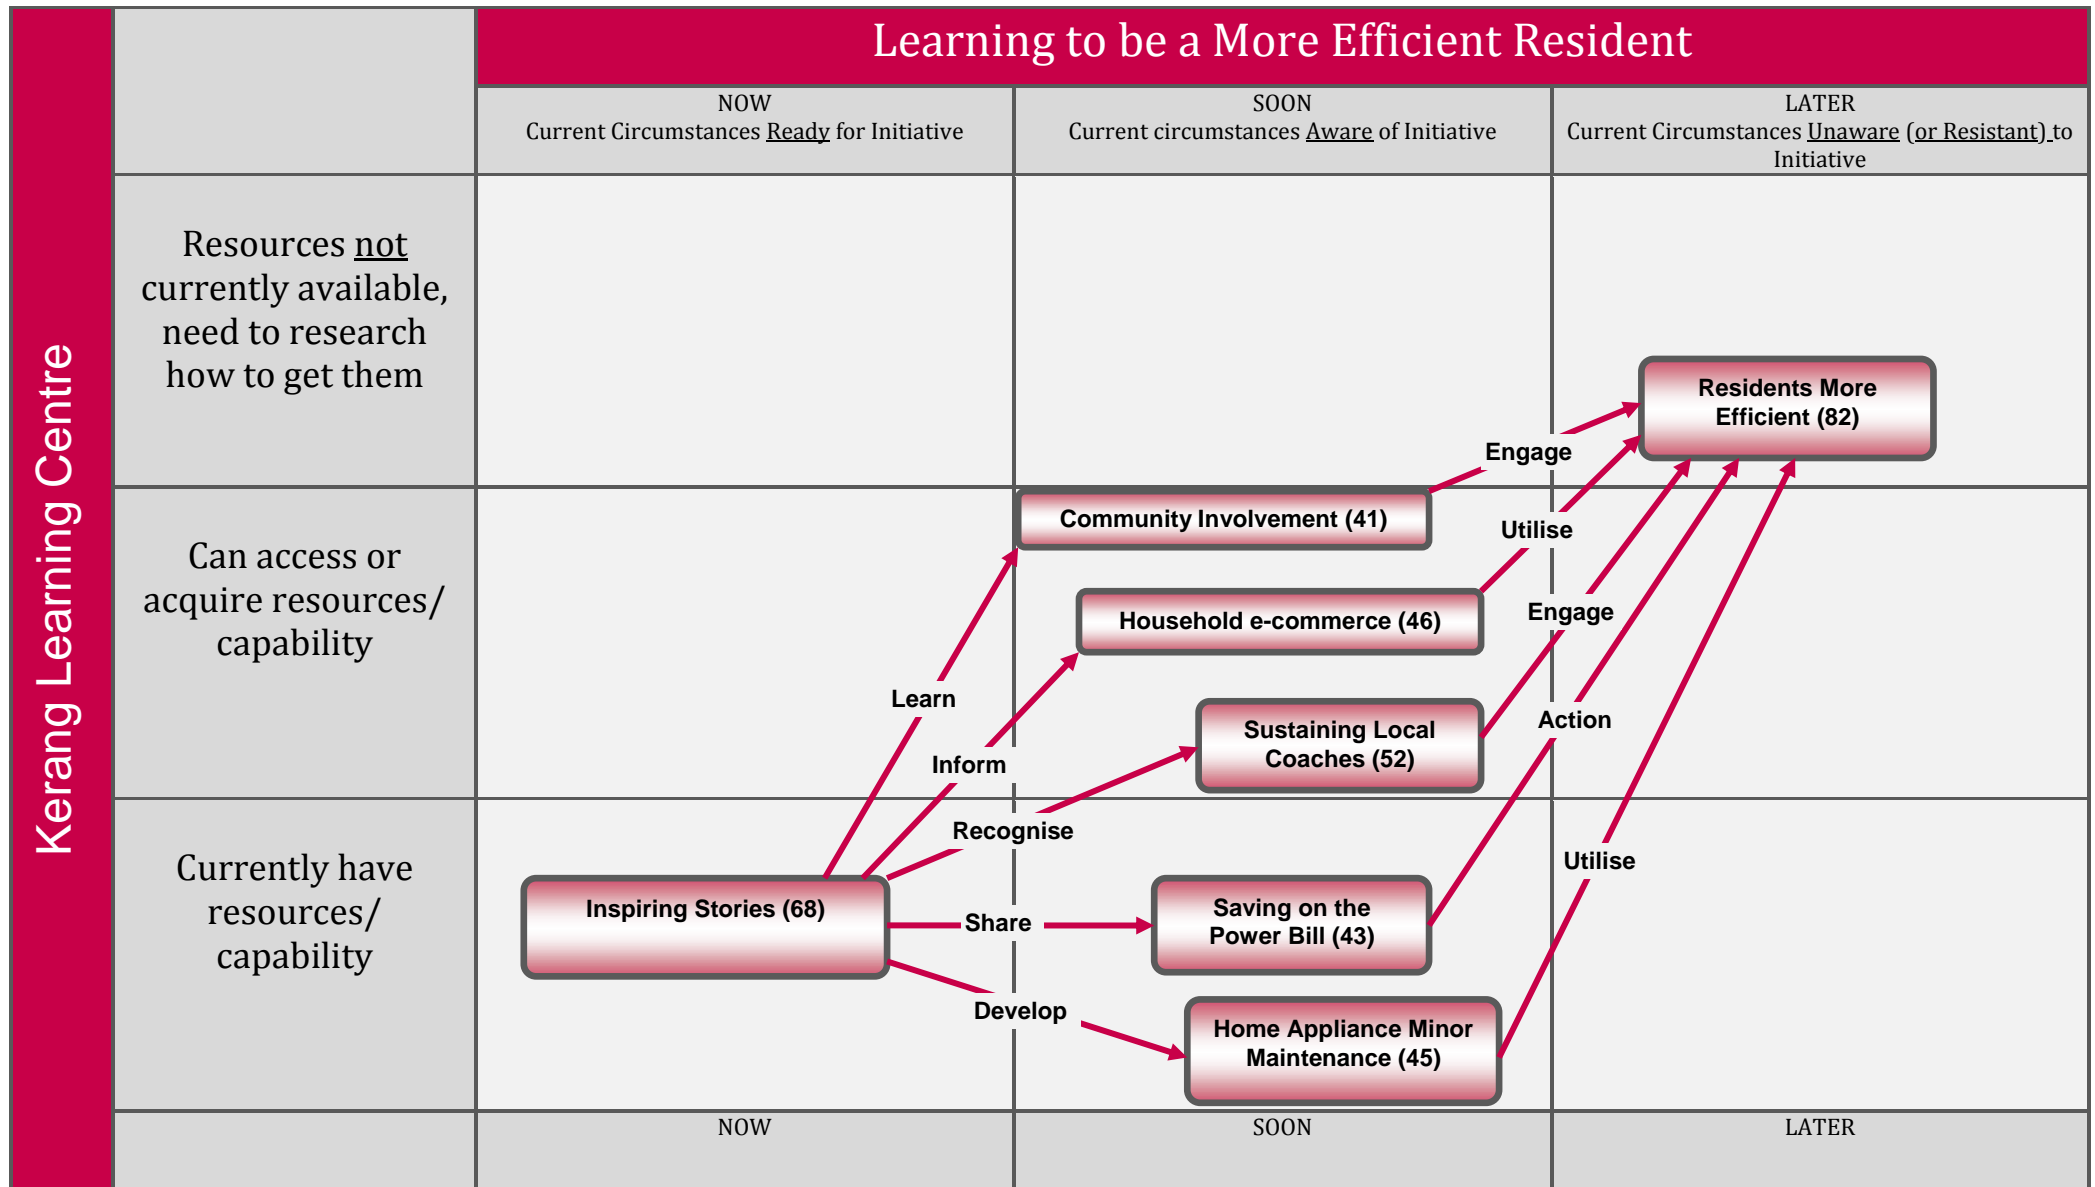 Kerang Learning Centre
Learning to be a More Efficient Resident
NOW
Current Circumstances Ready for Initiative
SOON
Current circumstances Aware of Initiative
LATER
Current Circumstances Unaware (or Resistant) to
Initiative
Resources not
currently available,
need to research
how to get them
Residents More
Efficient (82)
Engage
Can access or
acquire resources/
capability
Community Involvement (41)
Utilise
Household e-commerce (46)
Engage
Learn
Sustaining Local
Coaches (52)
Action
Inform
Currently have
resources/
capability
Recognise
Inspiring Stories (68)
Share
Saving on the
Power Bill (43)
Utilise
Develop
Home Appliance Minor
Maintenance (45)
NOW
SOON
LATER